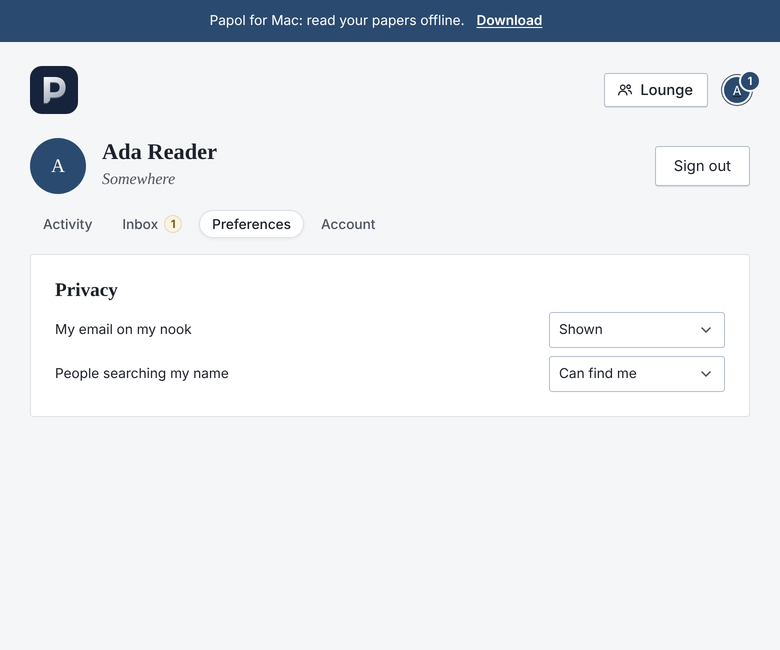 Papol for Mac: read your papers offline. Download
P
Lounge
A 1
A
Ada Reader
Somewhere
Sign out
Activity Inbox 1 Preferences Account
Privacy
My email on my nook Shown
People searching my name Can find me